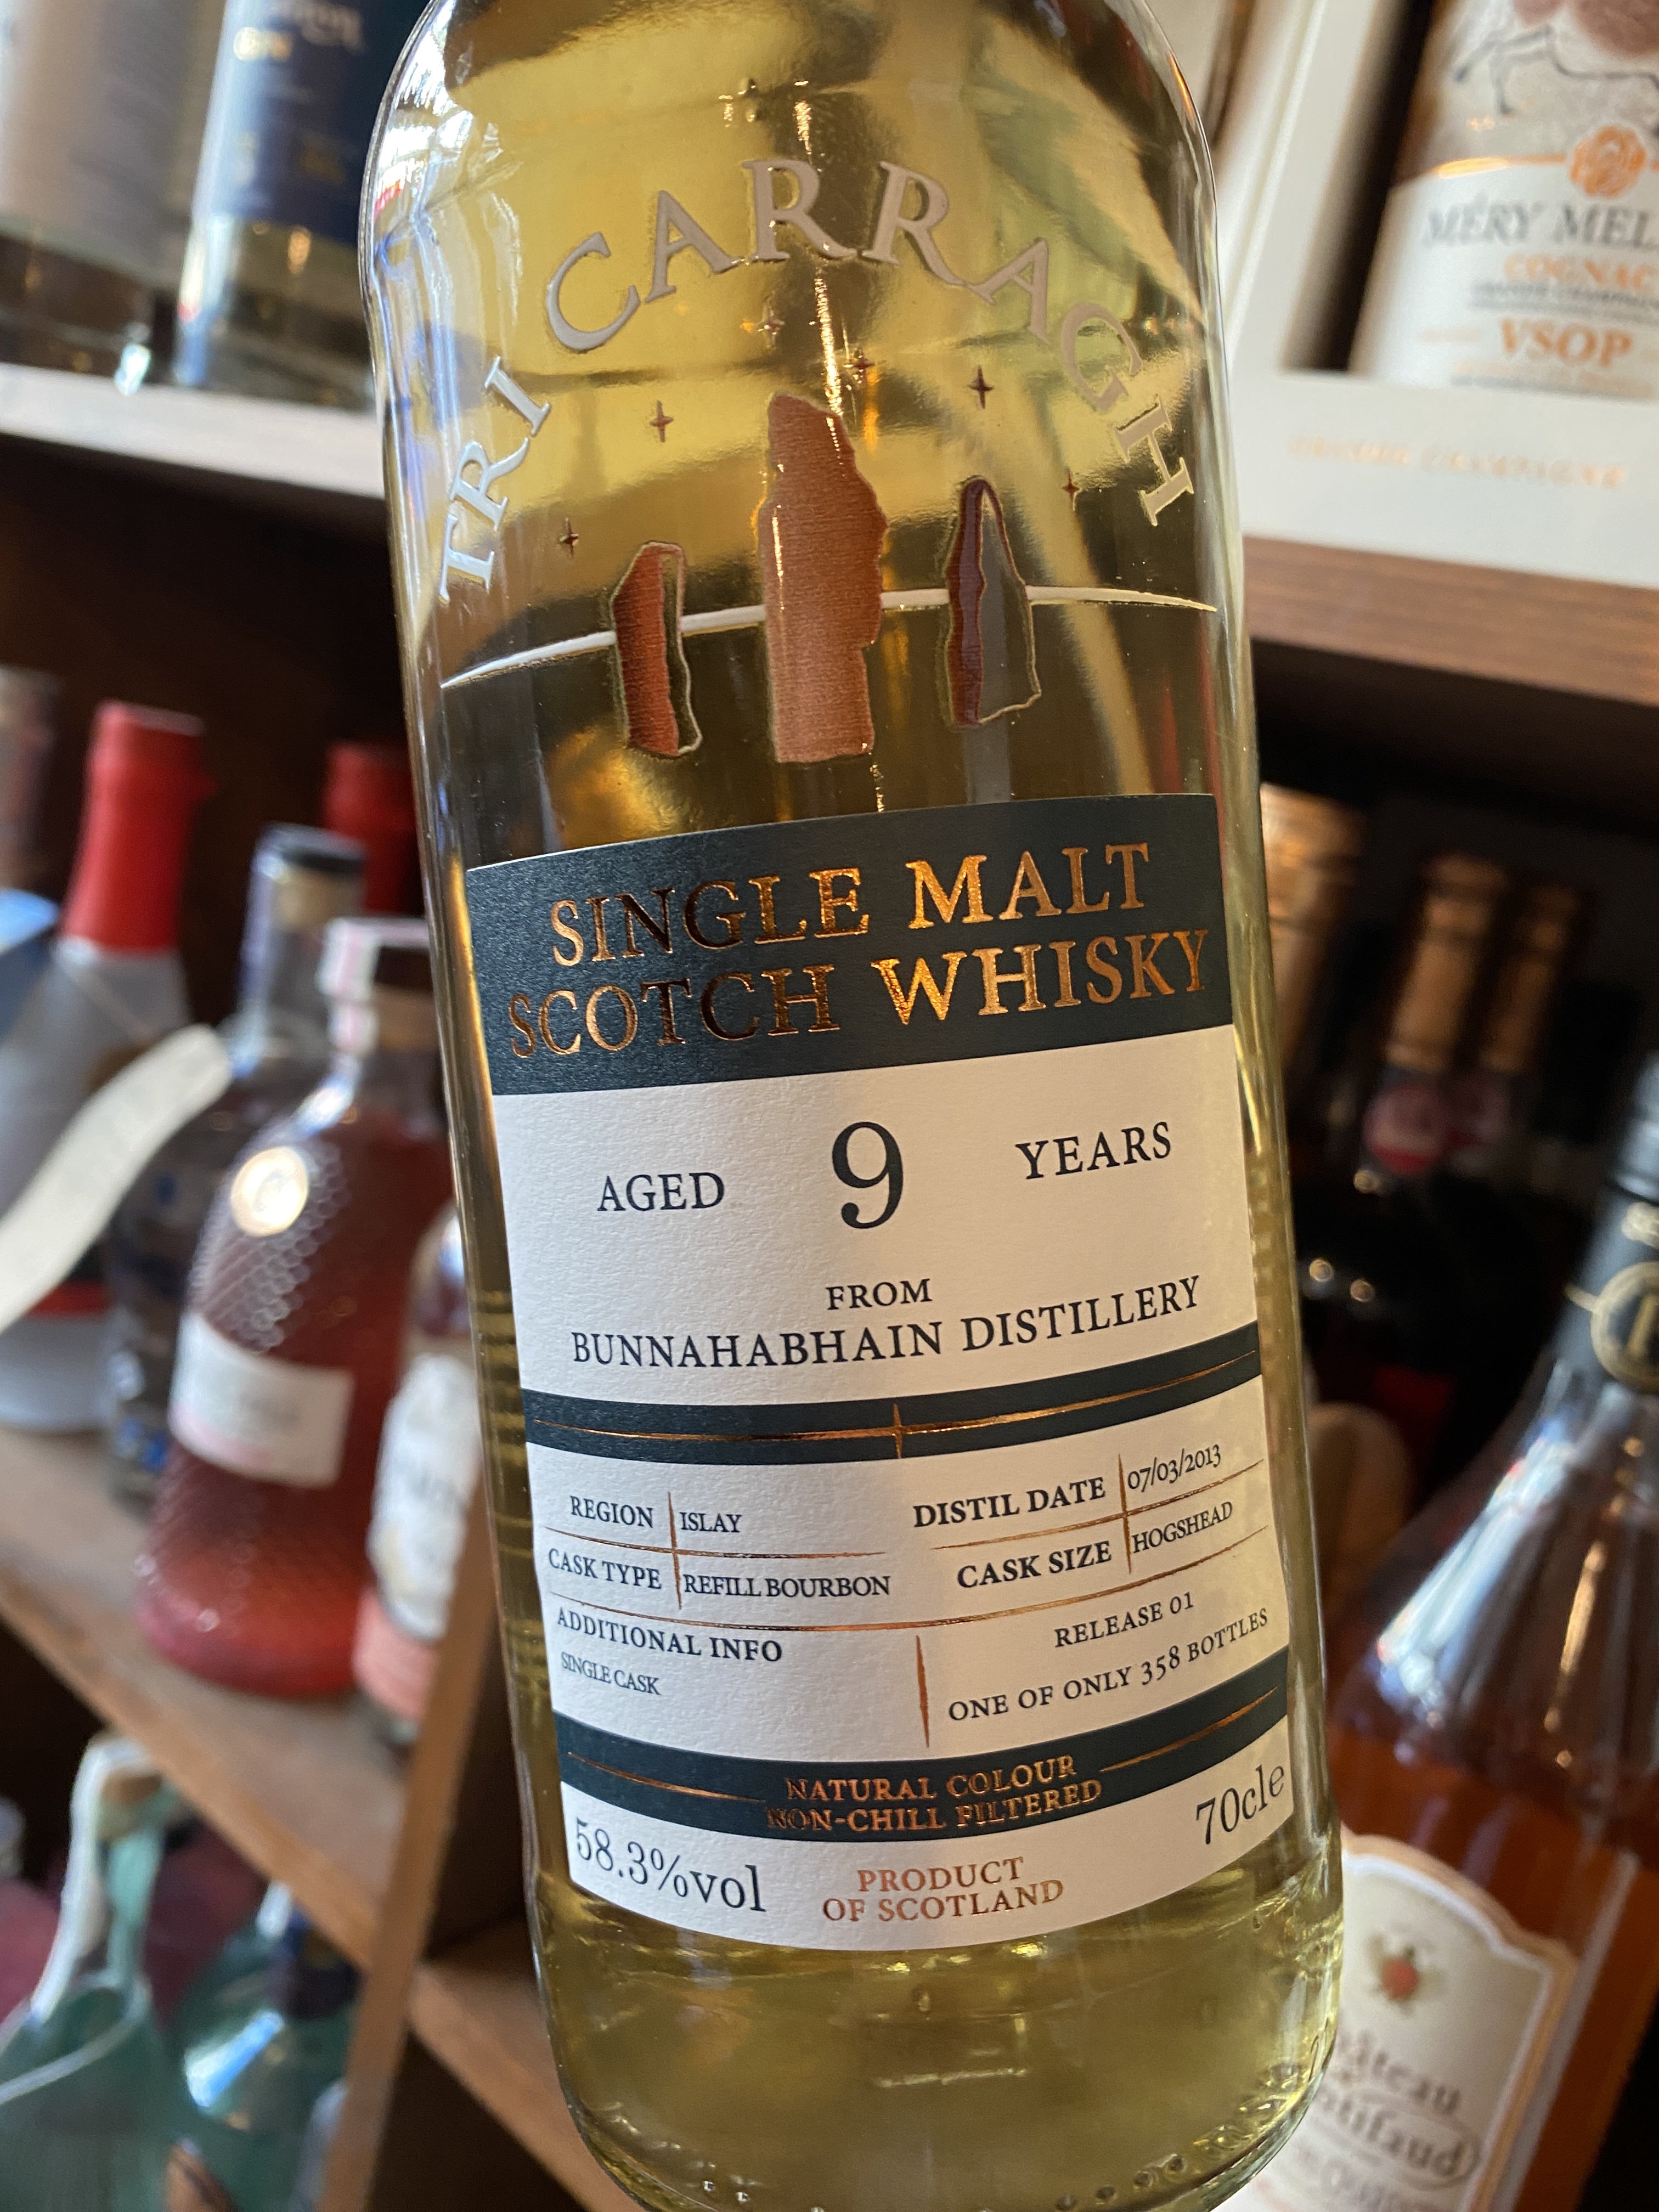 TRI CARRAGH
SINGLE MALT
SCOTCH WHISKY
AGED 9 YEARS
FROM
BUNNAHABHAIN DISTILLERY
REGION ISLAY
CASK TYPE REFILL BOURBON
DISTIL DATE 07/03/2013
CASK SIZE HOGSHEAD
ADDITIONAL INFO
SINGLE CASK
RELEASE 01
ONE OF ONLY 358 BOTTLES
NATURAL COLOUR
NON-CHILL FILTERED
58.3%vol
PRODUCT
OF SCOTLAND
70cle
MÉRY MEL
COGNAC
VSOP